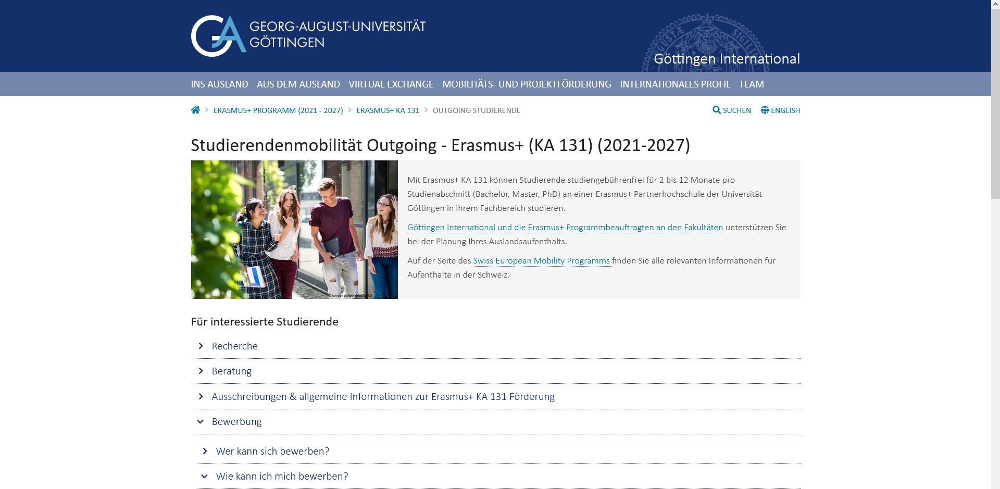 GEORG-AUGUST-UNIVERSITÄT
GÖTTINGEN
GUSTÆ SIGILL
Göttingen International
INS AUSLAND AUS DEM AUSLAND VIRTUAL EXCHANGE MOBILITÄTS- UND PROJEKTFÖRDERUNG INTERNATIONALES PROFIL TEAM
ERASMUS+ PROGRAMM (2021 - 2027) ERASMUS+ KA 131 OUTGOING STUDIERENDE SUCHEN ENGLISH
Studierendenmobilität Outgoing - Erasmus+ (KA 131) (2021-2027)
Mit Erasmus+ KA 131 können Studierende studiengebührenfrei für 2 bis 12 Monate pro
Studienabschnitt (Bachelor, Master, PhD) an einer Erasmus+ Partnerhochschule der Universität
Göttingen in ihrem Fachbereich studieren.
Göttingen International und die Erasmus+ Programmbeauftragten an den Fakultäten unterstützen Sie
bei der Planung Ihres Auslandsaufenthalts.
Auf der Seite des Swiss European Mobility Programms finden Sie alle relevanten Informationen für
Aufenthalte in der Schweiz.
©Jan von Allwörden/DAAD
Für interessierte Studierende
Recherche
Beratung
Ausschreibungen & allgemeine Informationen zur Erasmus+ KA 131 Förderung
Bewerbung
Wer kann sich bewerben?
Wie kann ich mich bewerben?